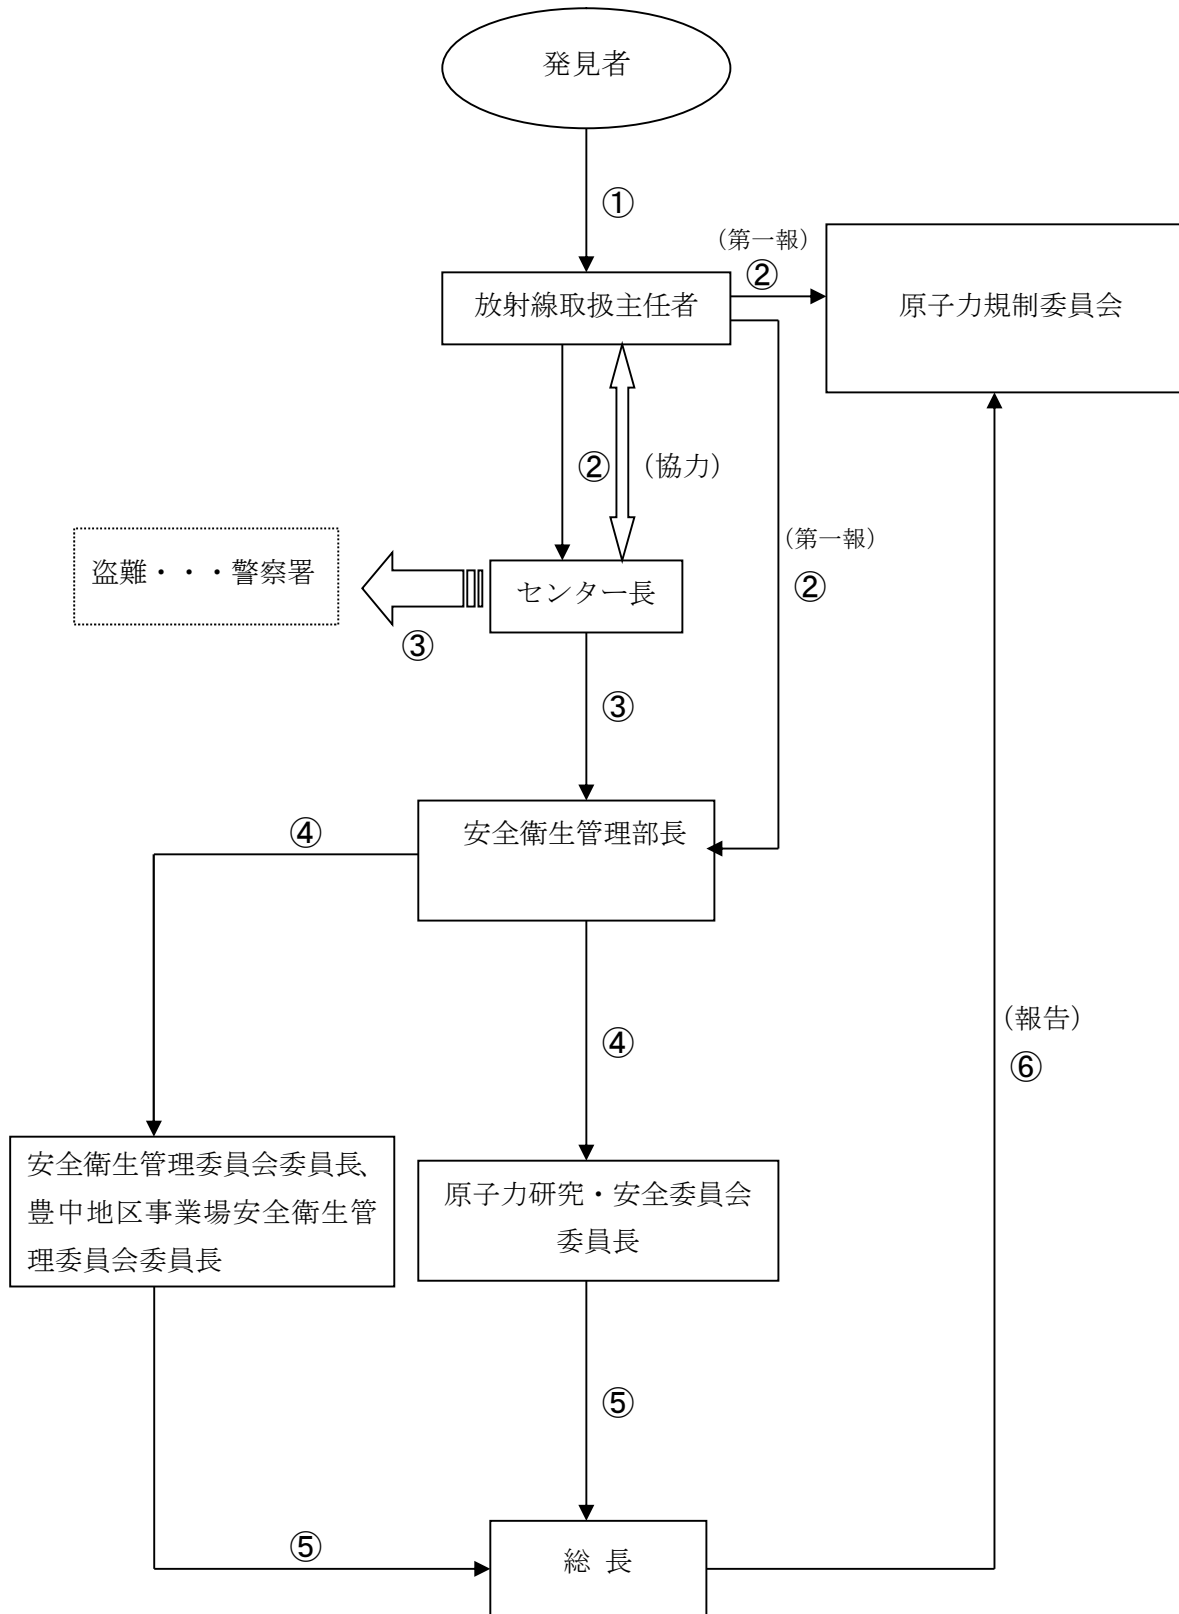 発見者
①
(第一報)
②
放射線取扱主任者
原子力規制委員会
② (協力)
(第一報)
②
盗難・・・警察署
センター長
③
③
安全衛生管理部長
④
④
(報告)
⑥
安全衛生管理委員会委員長、
豊中地区事業場安全衛生管
理委員会委員長
原子力研究・安全委員会
委員長
⑤
⑤
総 長